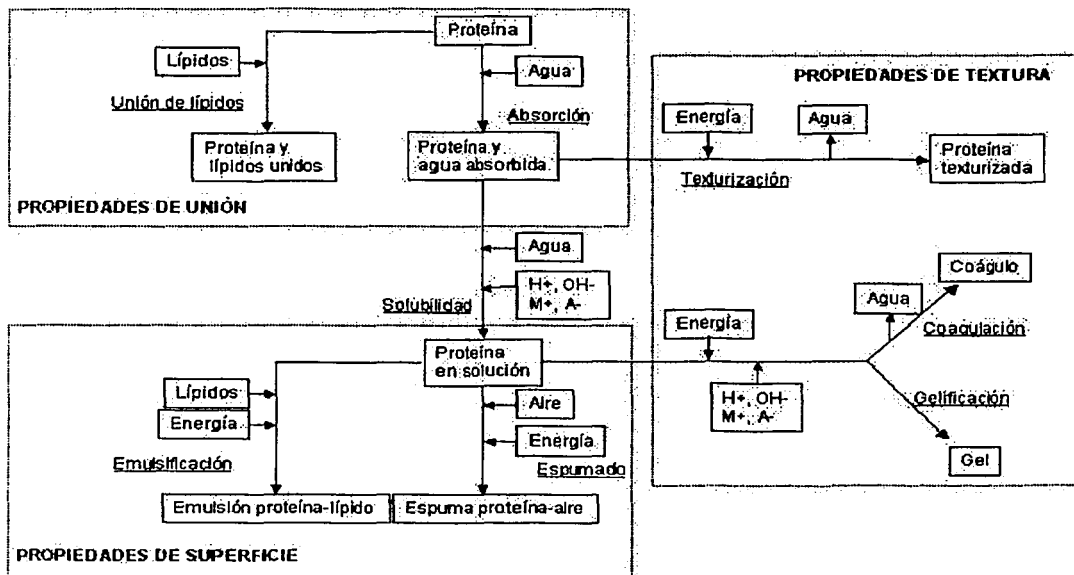 Proteína
Lípidos
Agua
Unión de lípidos
Absorción
Proteína y
lípidos unidos
Proteína y
agua absorbida
PROPIEDADES DE UNIÓN
PROPIEDADES DE TEXTURA
Energía
Agua
Texturización
Proteína
texturizada
Agua
H+, OH-
M+, A-
Solubilidad
Coágulo
Agua
Energía
Coagulación
H+, OH-
M+, A-
Gelificación
Gel
Proteína
en solución
Lípidos
Aire
Energía
Energía
Emulsificación
Espumado
Emulsión proteína-lípido
Espuma proteína-aire
PROPIEDADES DE SUPERFICIE